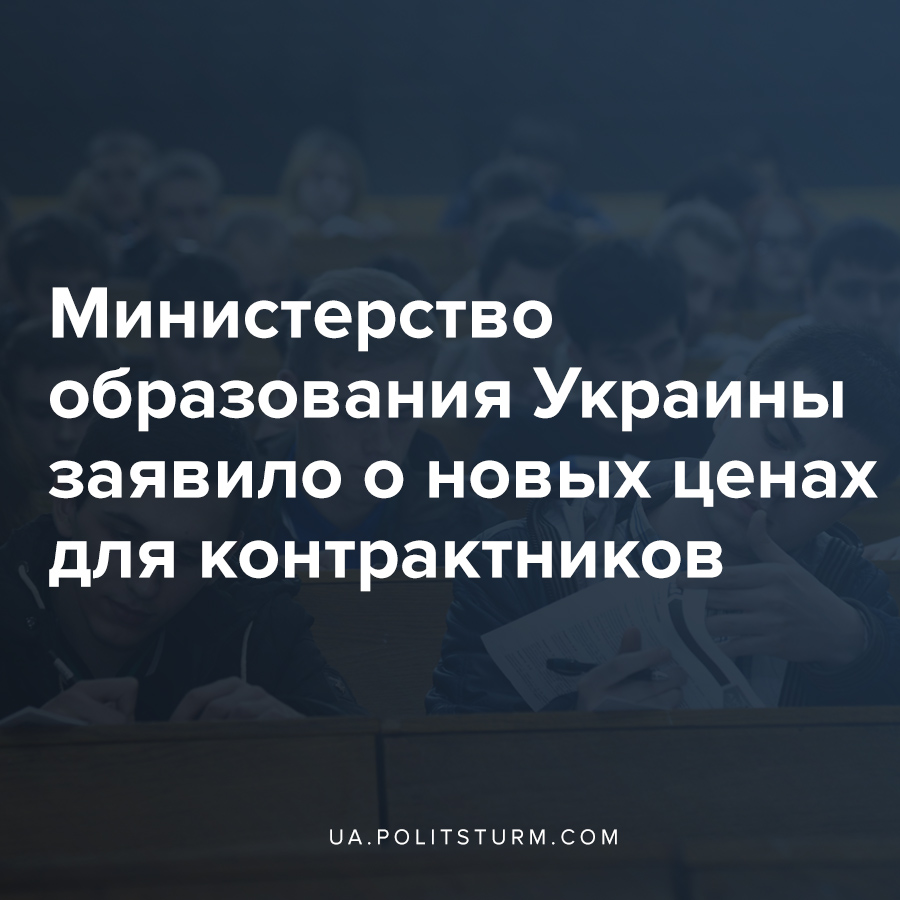 Министерство
образования Украины
заявило о новых ценах
для контрактников
UA.POLITSTURM.COM